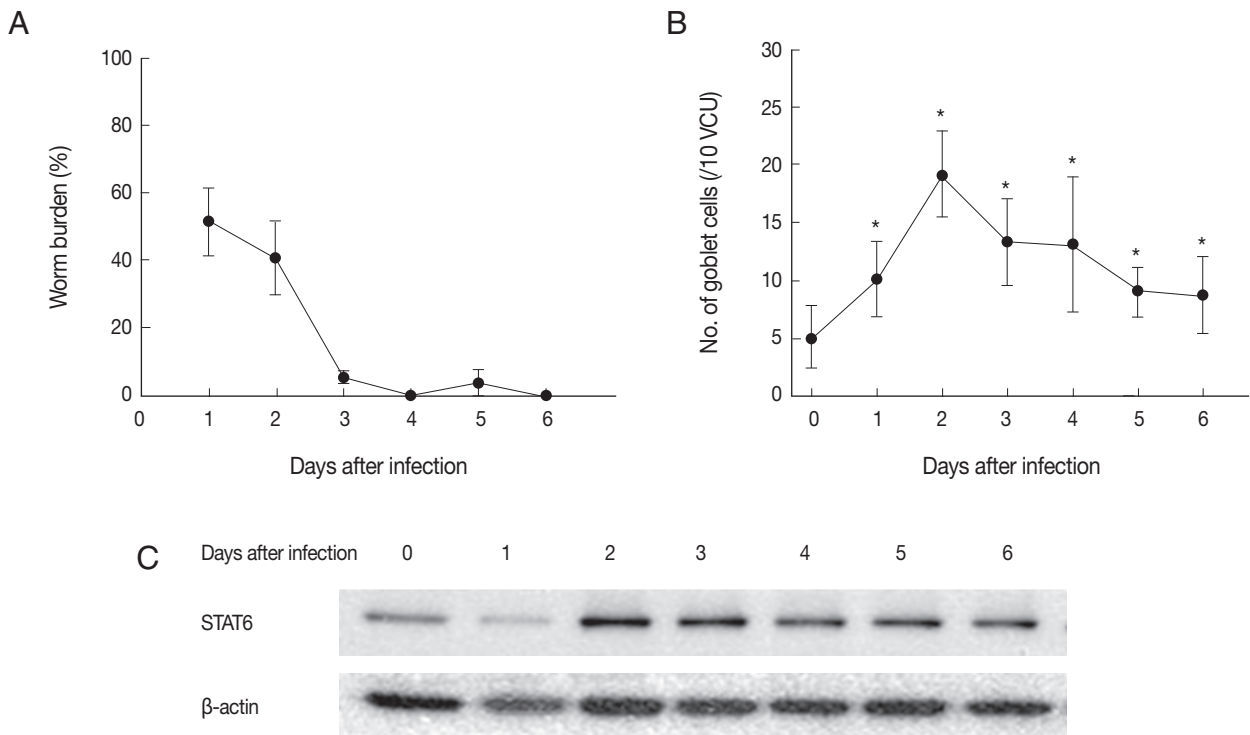 A
100
80
60
40
20
0
Worm burden (%)
0 1 2 3 4 5 6
Days after infection
B
30
25
20
15
10
5
0
No. of goblet cells (/10 VCU)
* * * * * *
0 1 2 3 4 5 6
Days after infection
C
Days after infection 0 1 2 3 4 5 6
STAT6
β-actin